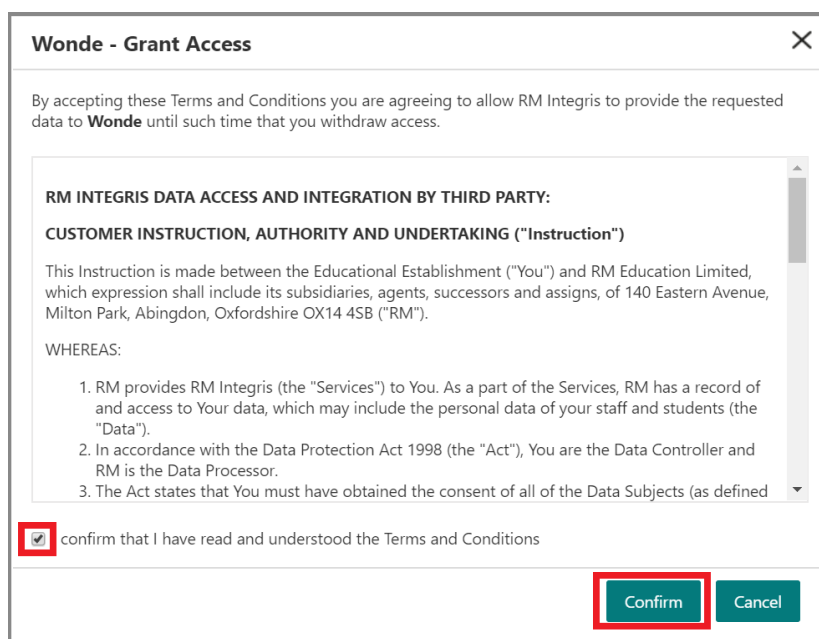 Wonde - Grant Access
By accepting these Terms and Conditions you are agreeing to allow RM Integris to provide the requested
data to Wonde until such time that you withdraw access.
RM INTEGRIS DATA ACCESS AND INTEGRATION BY THIRD PARTY:
CUSTOMER INSTRUCTION, AUTHORITY AND UNDERTAKING ("Instruction")
This Instruction is made between the Educational Establishment ("You") and RM Education Limited,
which expression shall include its subsidiaries, agents, successors and assigns, of 140 Eastern Avenue,
Milton Park, Abingdon, Oxfordshire OX14 4SB ("RM").
WHEREAS:
1. RM provides RM Integris (the "Services") to You. As a part of the Services, RM has a record of
and access to Your data, which may include the personal data of your staff and students (the
"Data").
2. In accordance with the Data Protection Act 1998 (the "Act"), You are the Data Controller and
RM is the Data Processor.
3. The Act states that You must have obtained the consent of all of the Data Subjects (as defined
confirm that I have read and understood the Terms and Conditions
Confirm Cancel